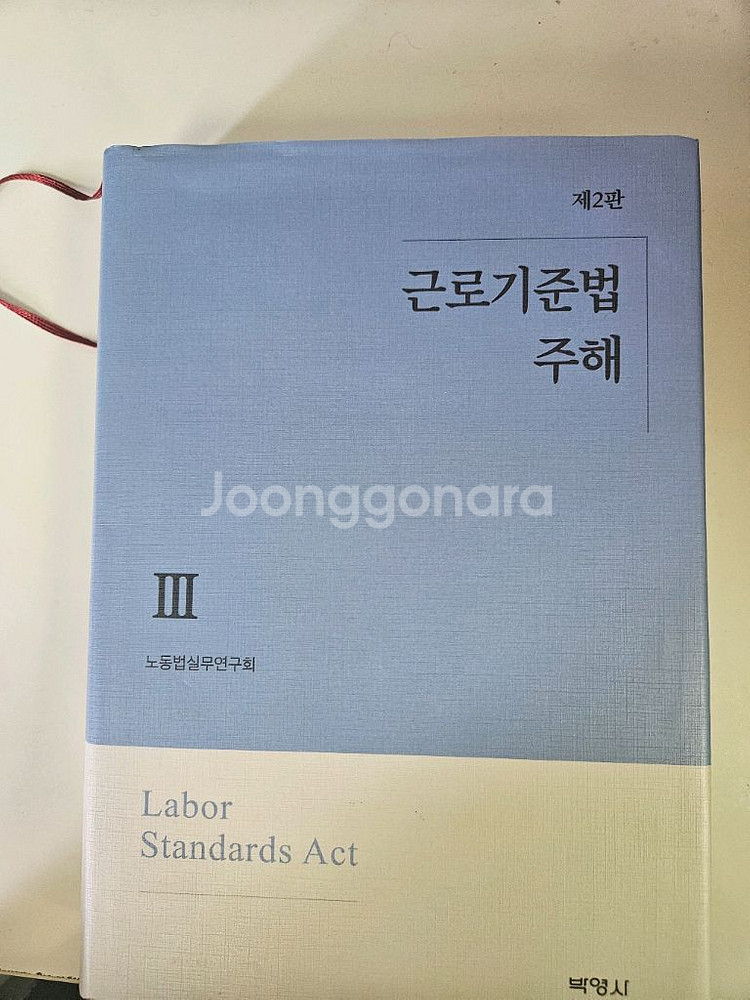 제2판
근로기준법
주해
Joonggonara
III
노동법실무연구회
Labor
Standards Act
박영사